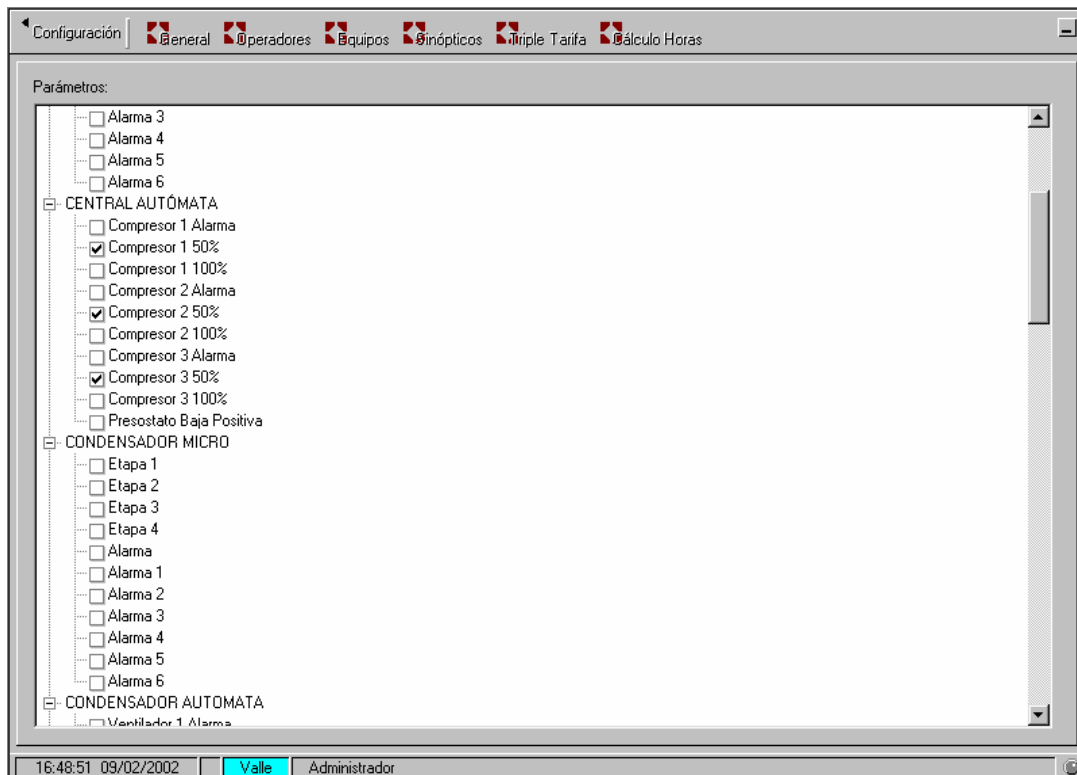 Configuración General Operadores Equipos Sinópticos Triple Tarifa Cálculo Horas
Parámetros:
Alarma 3
Alarma 4
Alarma 5
Alarma 6
CENTRAL AUTÓMATA
Compresor 1 Alarma
Compresor 1 50%
Compresor 1 100%
Compresor 2 Alarma
Compresor 2 50%
Compresor 2 100%
Compresor 3 Alarma
Compresor 3 50%
Compresor 3 100%
Presostato Baja Positiva
CONDENSADOR MICRO
Etapa 1
Etapa 2
Etapa 3
Etapa 4
Alarma
Alarma 1
Alarma 2
Alarma 3
Alarma 4
Alarma 5
Alarma 6
CONDENSADOR AUTOMATA
Ventilador 1 Alarma
16:48:51 09/02/2002 Valle Administrador